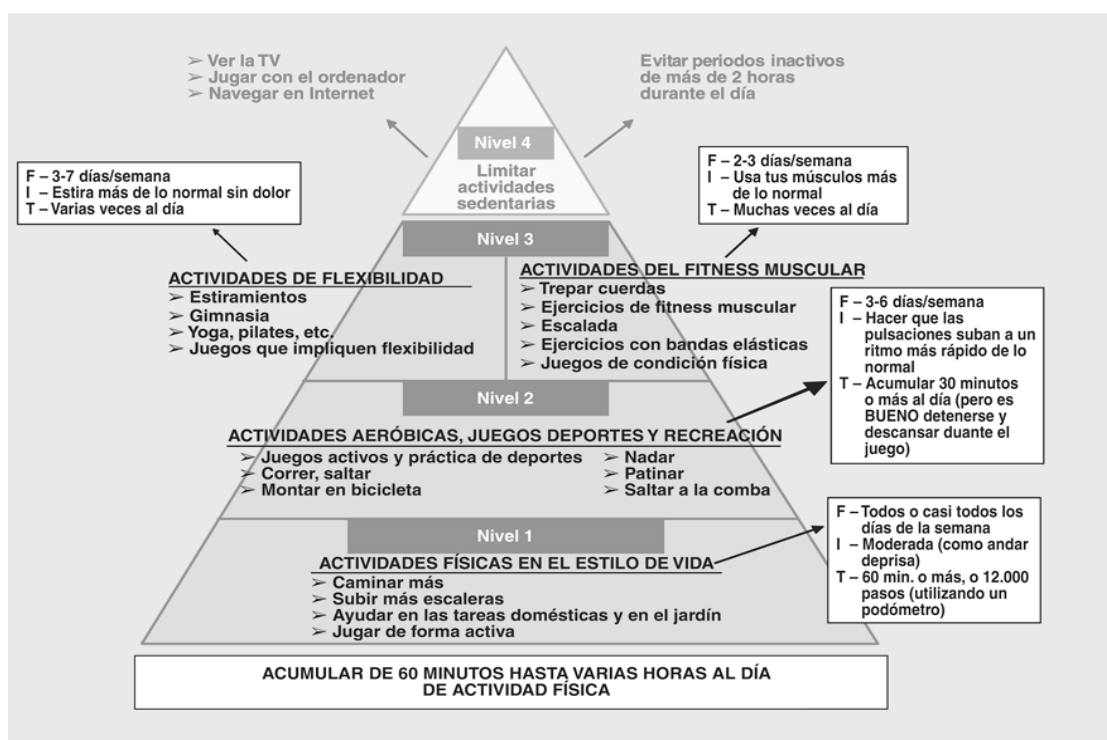 ➢ Ver la TV
➢ Jugar con el ordenador
➢ Navegar en Internet
Evitar periodos inactivos
de más de 2 horas
durante el día
Nivel 4
Limitar
actividades
sedentarias
F – 3-7 días/semana
I – Estira más de lo normal sin dolor
T – Varias veces al día
F – 2-3 días/semana
I – Usa tus músculos más
de lo normal
T – Muchas veces al día
Nivel 3
ACTIVIDADES DE FLEXIBILIDAD
➢ Estiramientos
➢ Gimnasia
➢ Yoga, pilates, etc.
➢ Juegos que impliquen flexibilidad
ACTIVIDADES DEL FITNESS MUSCULAR
➢ Trepar cuerdas
➢ Ejercicios de fitness muscular
➢ Escalada
➢ Ejercicios con bandas elásticas
➢ Juegos de condición física
F – 3-6 días/semana
I – Hacer que las
pulsaciones suban a un
ritmo más rápido de lo
normal
T – Acumular 30 minutos
o más al día (pero es
BUENO detenerse y
descansar duante el
juego)
Nivel 2
ACTIVIDADES AERÓBICAS, JUEGOS DEPORTES Y RECREACIÓN
➢ Juegos activos y práctica de deportes
➢ Correr, saltar
➢ Montar en bicicleta
➢ Nadar
➢ Patinar
➢ Saltar a la comba
F – Todos o casi todos los
días de la semana
I – Moderada (como andar
deprisa)
T – 60 min. o más, o 12.000
pasos (utilizando un
podómetro)
Nivel 1
ACTIVIDADES FÍSICAS EN EL ESTILO DE VIDA
➢ Caminar más
➢ Subir más escaleras
➢ Ayudar en las tareas domésticas y en el jardín
➢ Jugar de forma activa
ACUMULAR DE 60 MINUTOS HASTA VARIAS HORAS AL DÍA
DE ACTIVIDAD FÍSICA